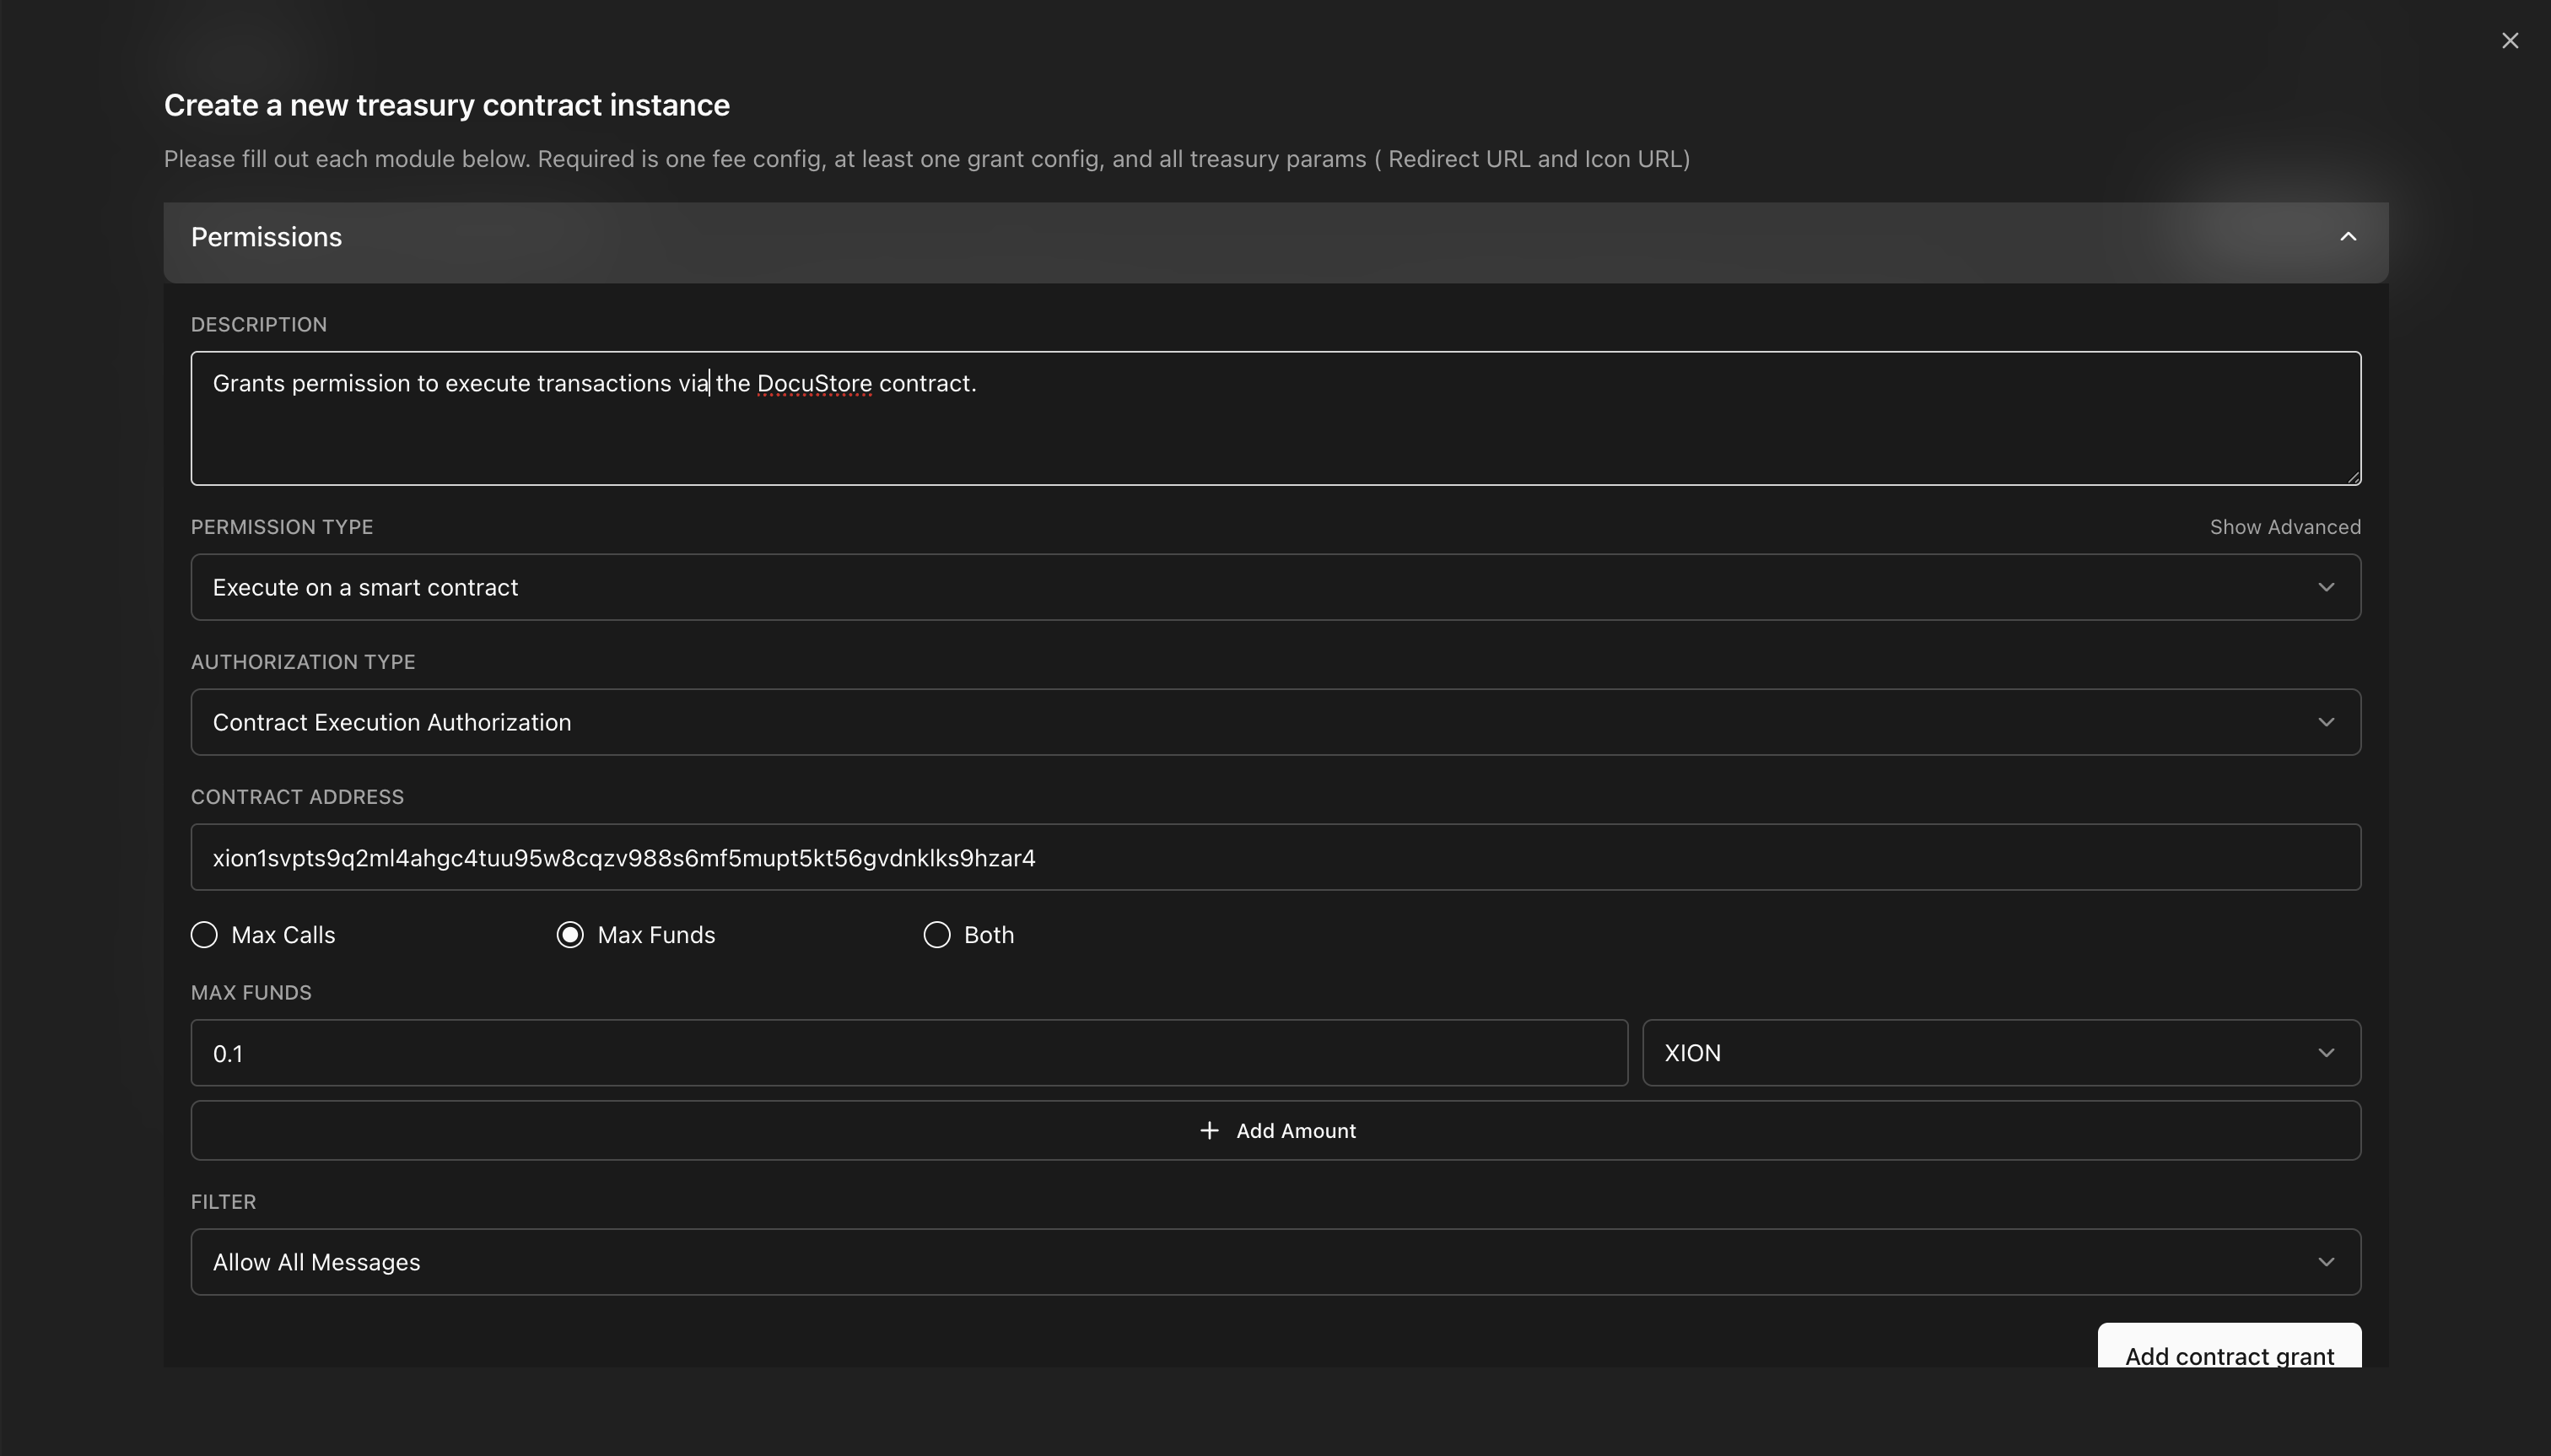 Create a new treasury contract instance
Please fill out each module below. Required is one fee config, at least one grant config, and all treasury params ( Redirect URL and Icon URL)
Permissions
DESCRIPTION
Grants permission to execute transactions via the DocuStore contract.
PERMISSION TYPE
Show Advanced
Execute on a smart contract
AUTHORIZATION TYPE
Contract Execution Authorization
CONTRACT ADDRESS
xion1svpts9q2ml4ahgc4tuu95w8cqzv988s6mf5mupt5kt56gvdnklks9hzar4
Max Calls
Max Funds
Both
MAX FUNDS
0.1
XION
Add Amount
FILTER
Allow All Messages
Add contract grant